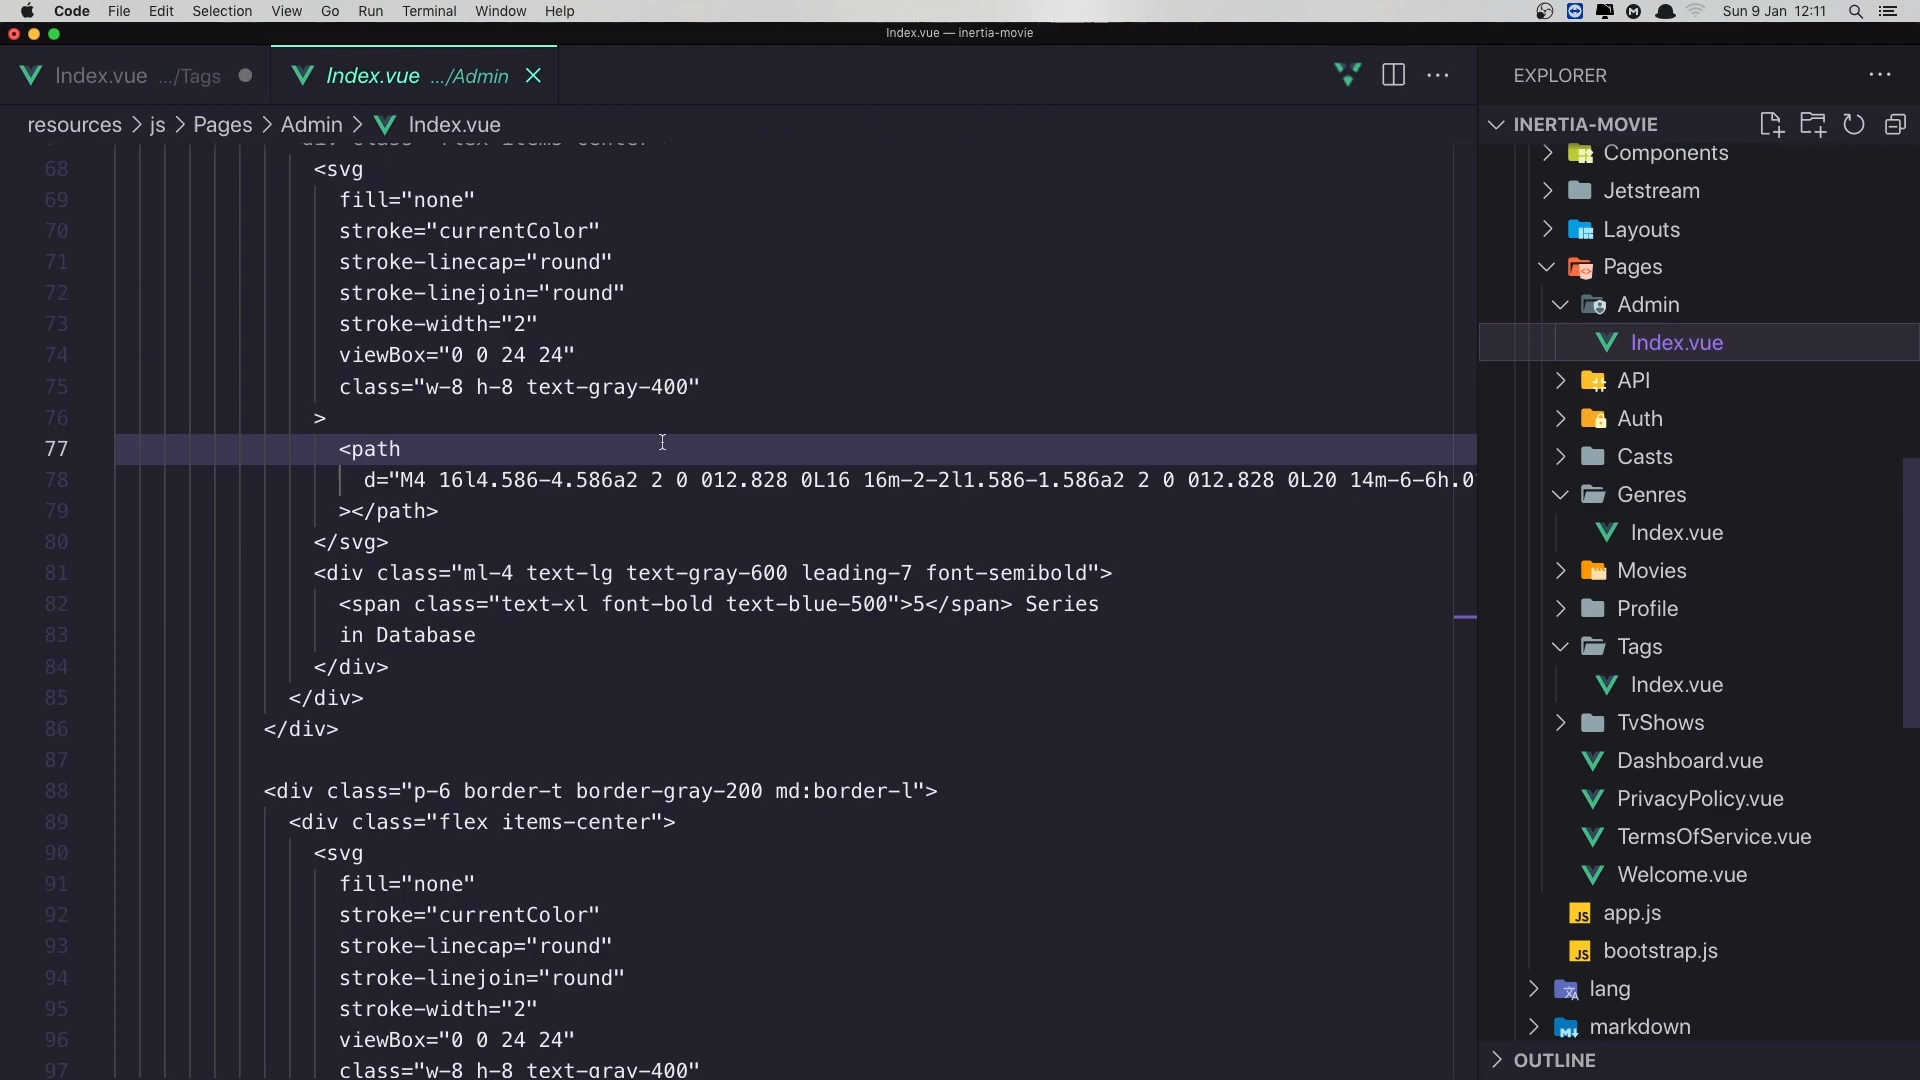 Code File Edit Selection View Go Run Terminal Window Help
Sun 9 Jan 12:11
Index.vue — inertia-movie
Index.vue .../Tags
Index.vue .../Admin
resources > js > Pages > Admin > Index.vue
68 <svg
69 fill="none"
70 stroke="currentColor"
71 stroke-linecap="round"
72 stroke-linejoin="round"
73 stroke-width="2"
74 viewBox="0 0 24 24"
75 class="w-8 h-8 text-gray-400"
76 >
77 <path
78 d="M4 16l4.586-4.586a2 2 0 012.828 0L16 16m-2-2l1.586-1.586a2 2 0 012.828 0L20 14m-6-6h.0
79 ></path>
80 </svg>
81 <div class="ml-4 text-lg text-gray-600 leading-7 font-semibold">
82 <span class="text-xl font-bold text-blue-500">5</span> Series
83 in Database
84 </div>
85 </div>
86 </div>
87
88 <div class="p-6 border-t border-gray-200 md:border-l">
89 <div class="flex items-center">
90 <svg
91 fill="none"
92 stroke="currentColor"
93 stroke-linecap="round"
94 stroke-linejoin="round"
95 stroke-width="2"
96 viewBox="0 0 24 24"
97 class="w-8 h-8 text-gray-400"
EXPLORER
INERTIA-MOVIE
Components
Jetstream
Layouts
Pages
Admin
Index.vue
API
Auth
Casts
Genres
Index.vue
Movies
Profile
Tags
Index.vue
TvShows
Dashboard.vue
PrivacyPolicy.vue
TermsOfService.vue
Welcome.vue
JS app.js
JS bootstrap.js
lang
markdown
OUTLINE